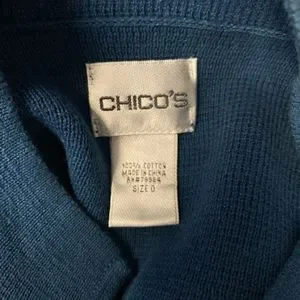 CHICO'S
100% COTTON
MADE IN CHINA
SIZE 0